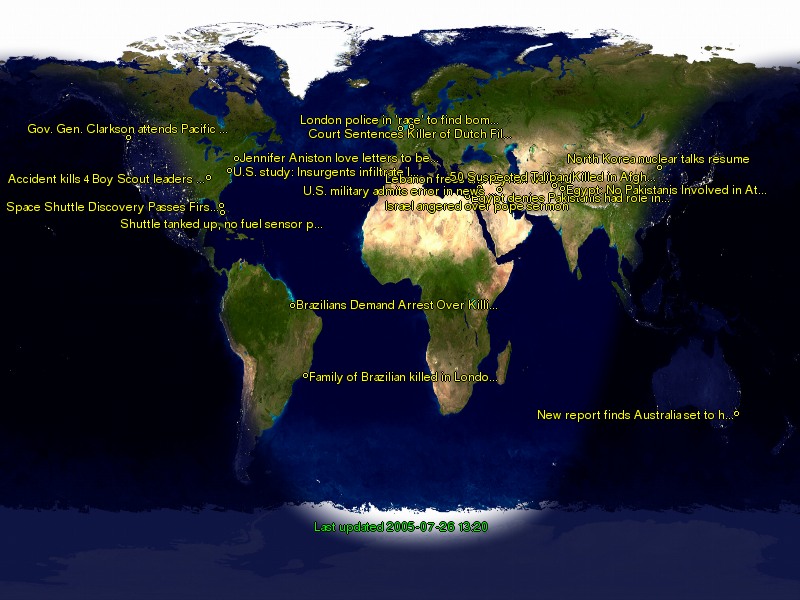 London police in 'race' to find bom...
Gov. Gen. Clarkson attends Pacific ...
Court Sentences Killer of Dutch Fil...
Jennifer Aniston love letters to be...
North Korea nuclear talks resume
U.S. study: Insurgents infiltrate I...
Accident kills 4 Boy Scout leaders ...
Lebanon fre
50 Suspected Taliban Killed in Afgh...
U.S. military admits error in news
Egypt: No Pakistanis Involved in At...
Egypt denies Pakistanis had role in...
Space Shuttle Discovery Passes Firs...
Israel angered over pope sermon
Shuttle tanked up, no fuel sensor p...
Brazilians Demand Arrest Over Killi...
Family of Brazilian killed in Londo...
New report finds Australia set to h...
Last updated 2005-07-26 13:20